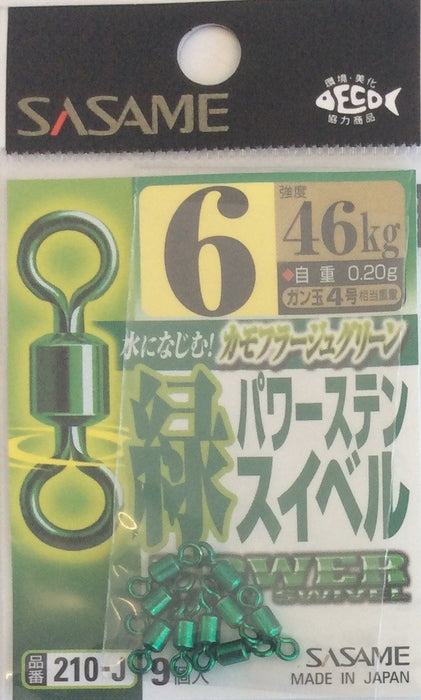 SASAME
環境・美化
DECO
協力商品
6
強度
46kg
◆自重 0.20g
ガン玉4号相当重量
水になじむ!カモフラージュグリーン
緑
パワーステン
スイベル
POWER
SWIVEL
品番 210-J 9個入
SASAME
MADE IN JAPAN